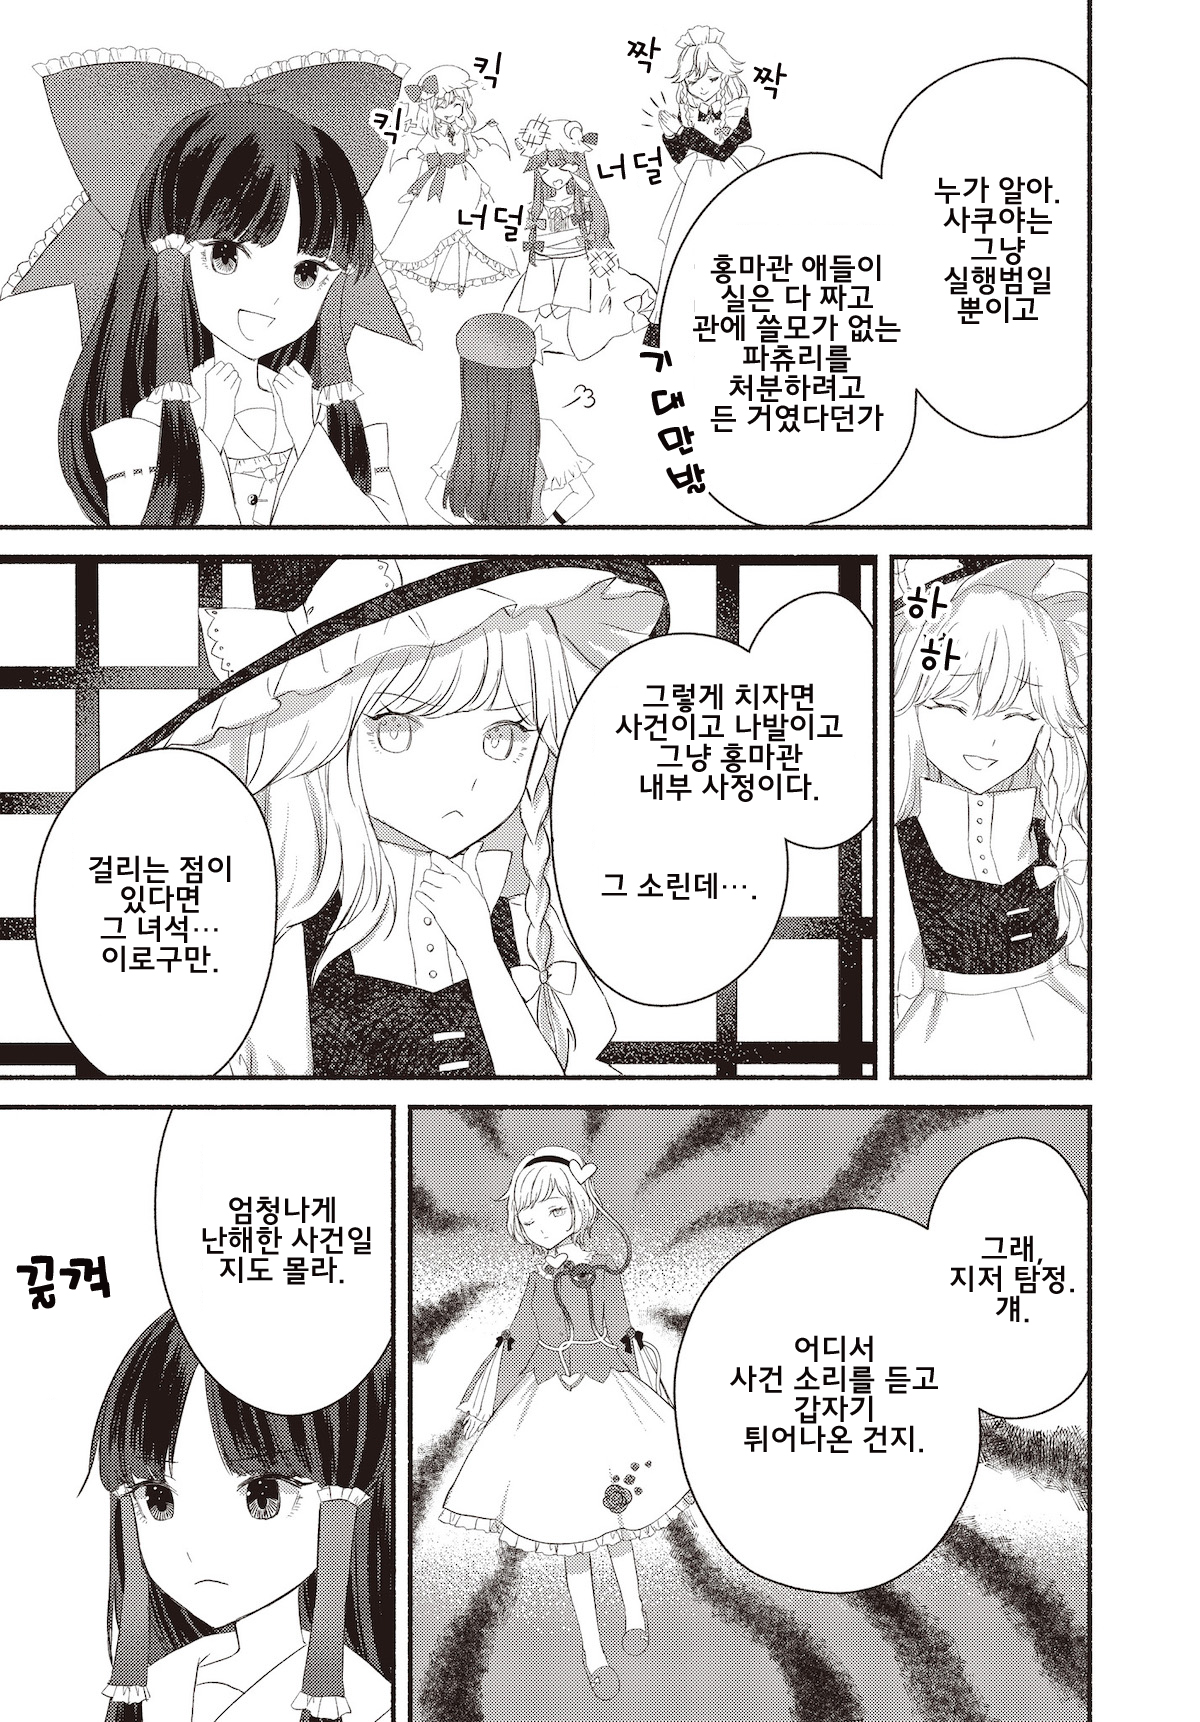 누가 알아.
사쿠야는
그냥
실행범일
뿐이고
홍마관 애들이
실은 다 짜고
관에 쓸모가 없는
파츄리를
처분하려고
든 거였다던가
짝
짝
킥
킥
너덜
너덜
하
하
그렇게 치자면
사건이고 나발이고
그냥 홍마관
내부 사정이다.
그 소린데….
걸리는 점이
있다면
그 녀석…
이로구만.
그래,
지저 탐정.
걔.
어디서
사건 소리를 듣고
갑자기
튀어나온 건지.
엄청나게
난해한 사건일
지도 몰라.